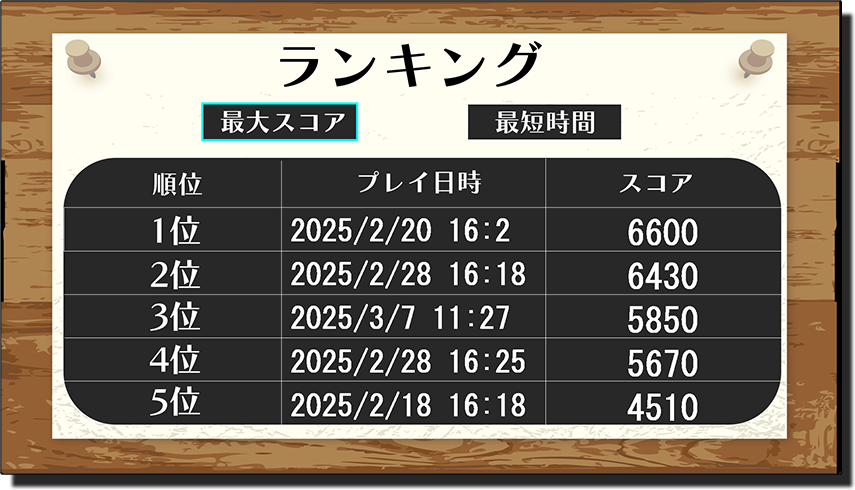 ランキング
最大スコア 最短時間
順位 プレイ日時 スコア
1位 2025/2/20 16:2 6600
2位 2025/2/28 16:18 6430
3位 2025/3/7 11:27 5850
4位 2025/2/28 16:25 5670
5位 2025/2/18 16:18 4510